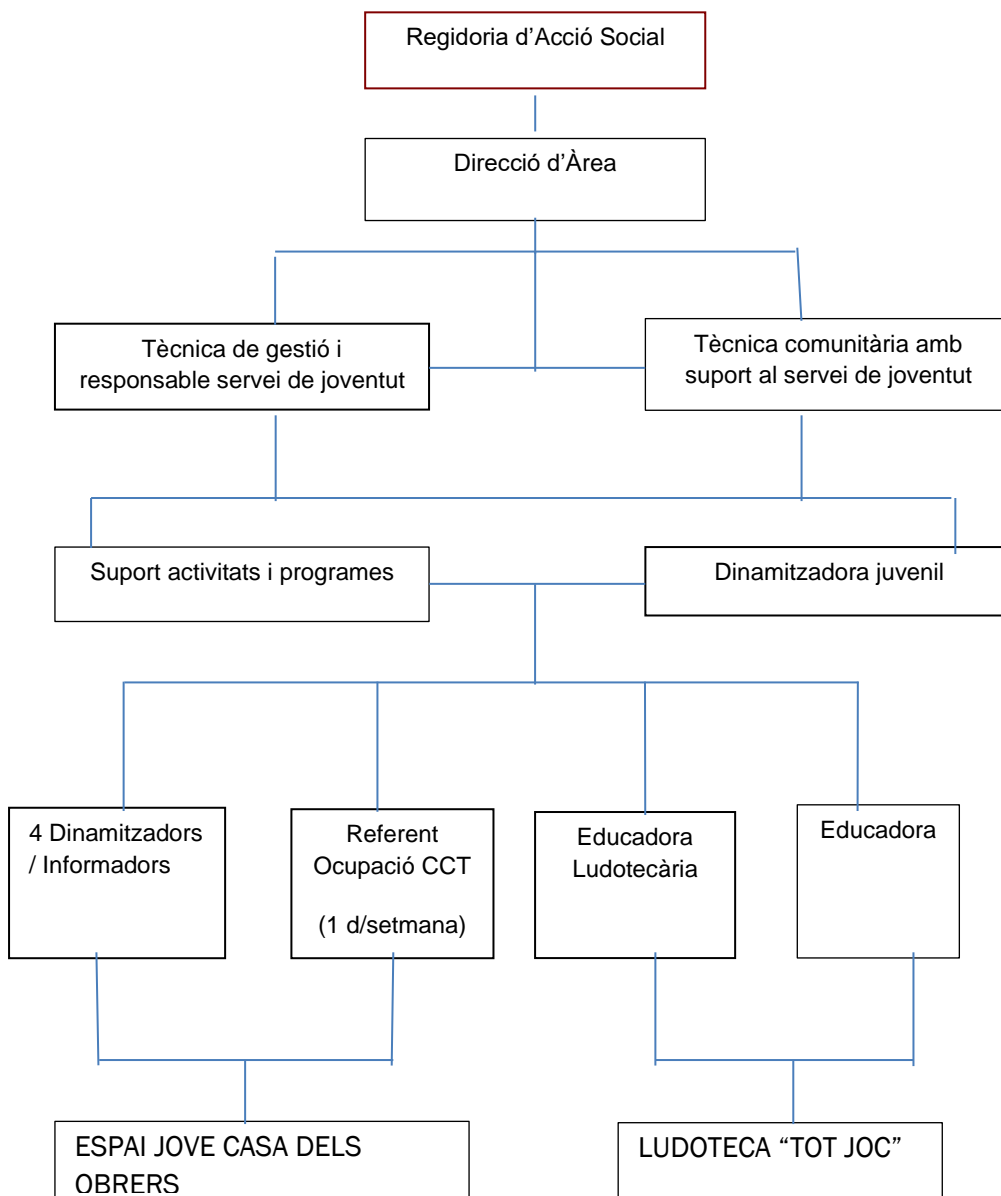 Regidoria d’Acció Social
Direcció d’Àrea
Tècnica de gestió i
responsable servei de joventut
Tècnica comunitària amb
suport al servei de joventut
Suport activitats i programes
Dinamitzadora juvenil
4 Dinamitzadors
/ Informadors
Referent
Ocupació CCT
(1 d/setmana)
Educadora
Ludotecària
Educadora
ESPAI JOVE CASA DELS
OBRERS
LUDOTECA “TOT JOC”